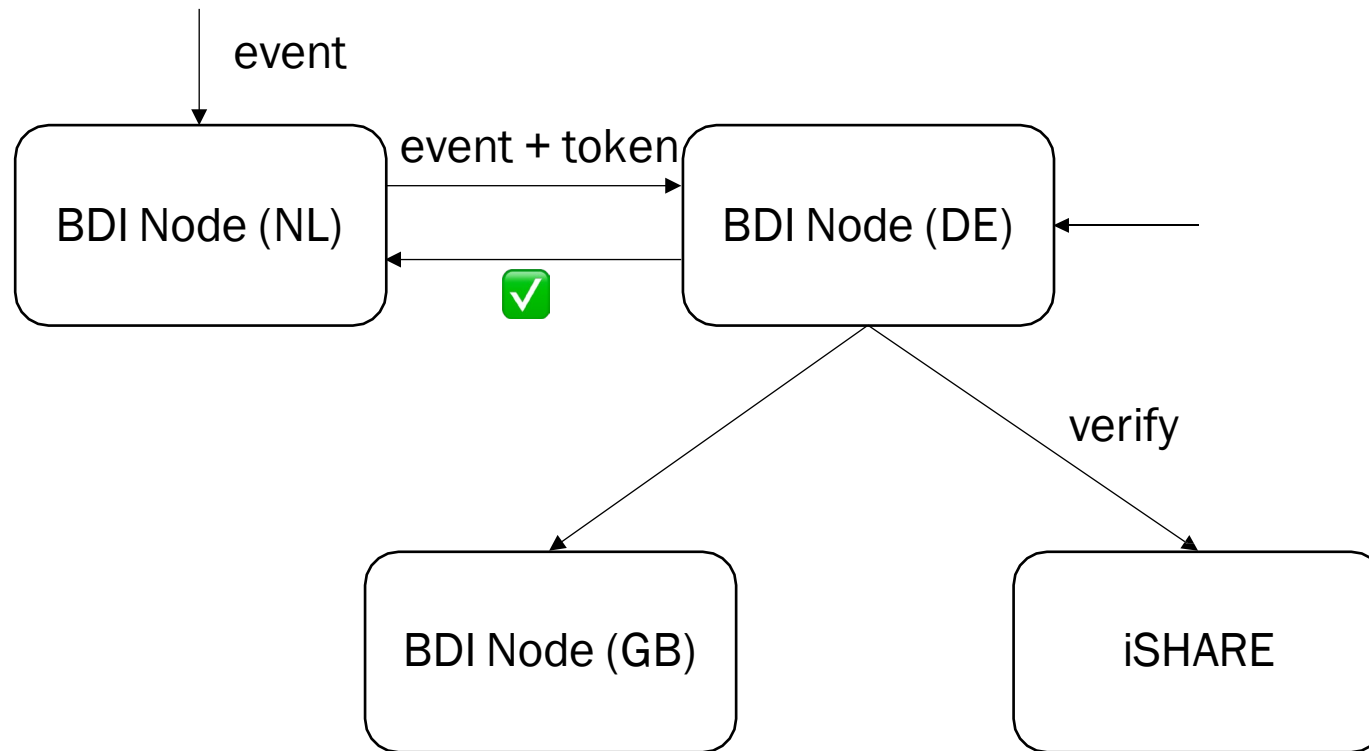 event
event + token
BDI Node (NL)
BDI Node (DE)
✅
verify
BDI Node (GB)
iSHARE